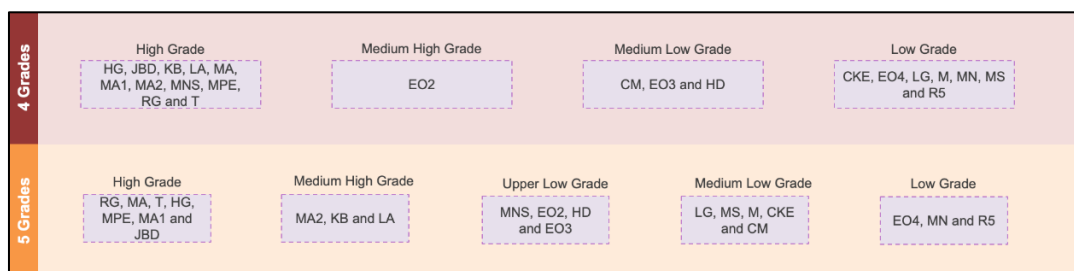 4 Grades
High Grade
HG, JBD, KB, LA, MA,
MA1, MA2, MNS, MPE,
RG and T
Medium High Grade
EO2
Medium Low Grade
CM, EO3 and HD
Low Grade
CKE, EO4, LG, M, MN, MS
and R5
5 Grades
High Grade
RG, MA, T, HG,
MPE, MA1 and
JBD
Medium High Grade
MA2, KB and LA
Upper Low Grade
MNS, EO2, HD
and EO3
Medium Low Grade
LG, MS, M, CKE
and CM
Low Grade
EO4, MN and R5